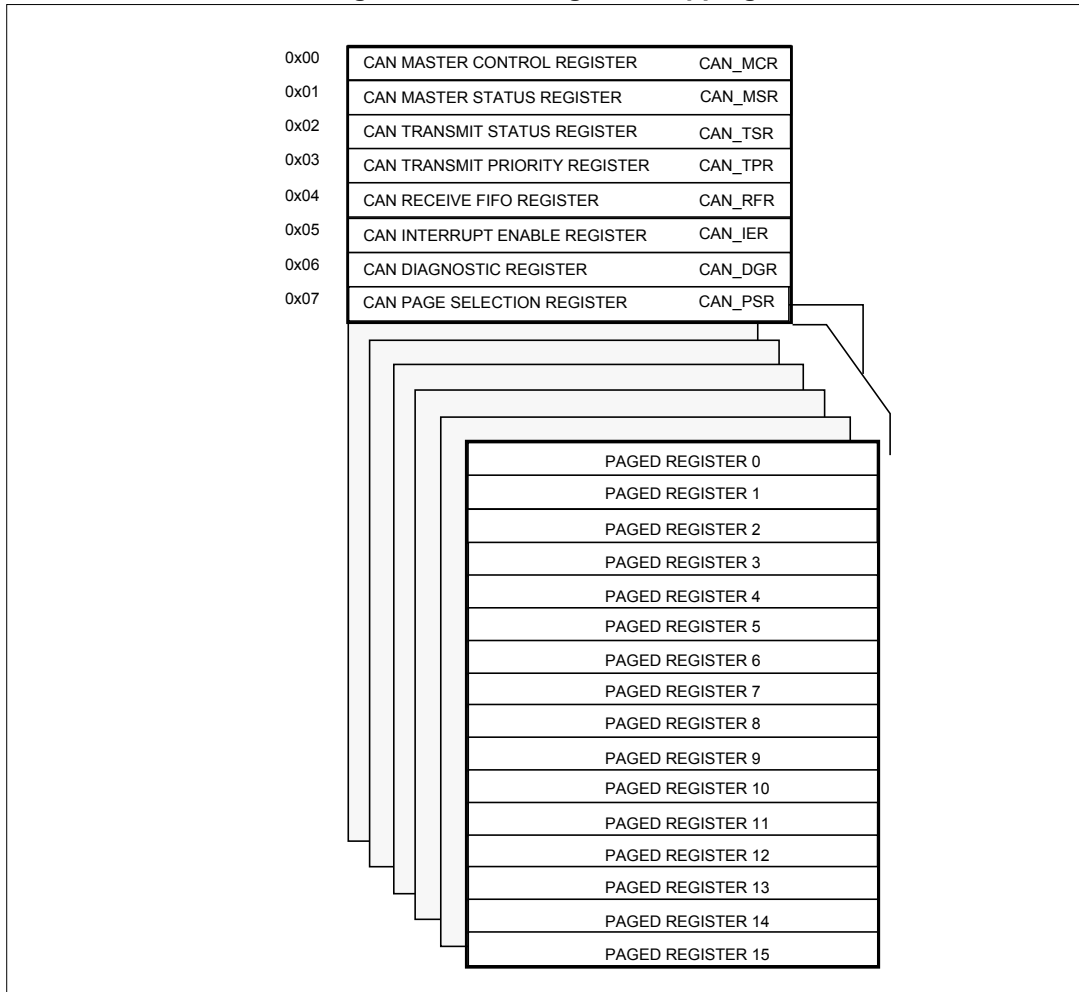 0x00 CAN MASTER CONTROL REGISTER CAN_MCR
0x01 CAN MASTER STATUS REGISTER CAN_MSR
0x02 CAN TRANSMIT STATUS REGISTER CAN_TSR
0x03 CAN TRANSMIT PRIORITY REGISTER CAN_TPR
0x04 CAN RECEIVE FIFO REGISTER CAN_RFR
0x05 CAN INTERRUPT ENABLE REGISTER CAN_IER
0x06 CAN DIAGNOSTIC REGISTER CAN_DGR
0x07 CAN PAGE SELECTION REGISTER CAN_PSR
PAGED REGISTER 0
PAGED REGISTER 1
PAGED REGISTER 2
PAGED REGISTER 3
PAGED REGISTER 4
PAGED REGISTER 5
PAGED REGISTER 6
PAGED REGISTER 7
PAGED REGISTER 8
PAGED REGISTER 9
PAGED REGISTER 10
PAGED REGISTER 11
PAGED REGISTER 12
PAGED REGISTER 13
PAGED REGISTER 14
PAGED REGISTER 15